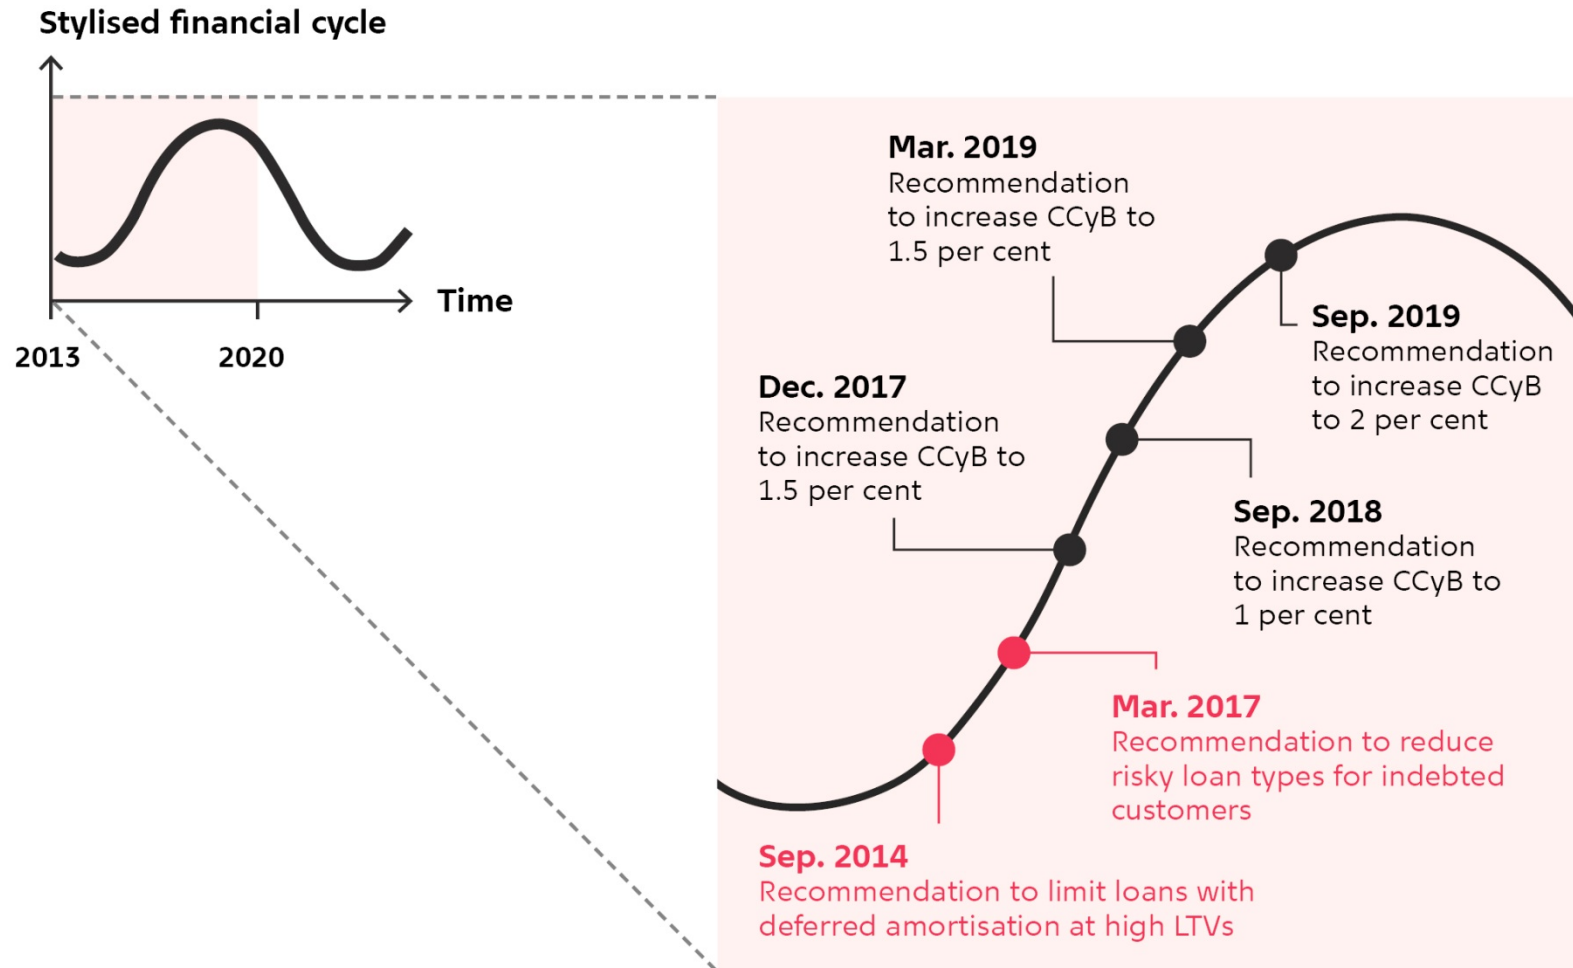 Stylised financial cycle
Time
2013
2020
Mar. 2019
Recommendation
to increase CCyB to
1.5 per cent
Sep. 2019
Recommendation
to increase CCyB
to 2 per cent
Dec. 2017
Recommendation
to increase CCyB to
1.5 per cent
Sep. 2018
Recommendation
to increase CCyB to
1 per cent
Mar. 2017
Recommendation to reduce
risky loan types for indebted
customers
Sep. 2014
Recommendation to limit loans with
deferred amortisation at high LTVs